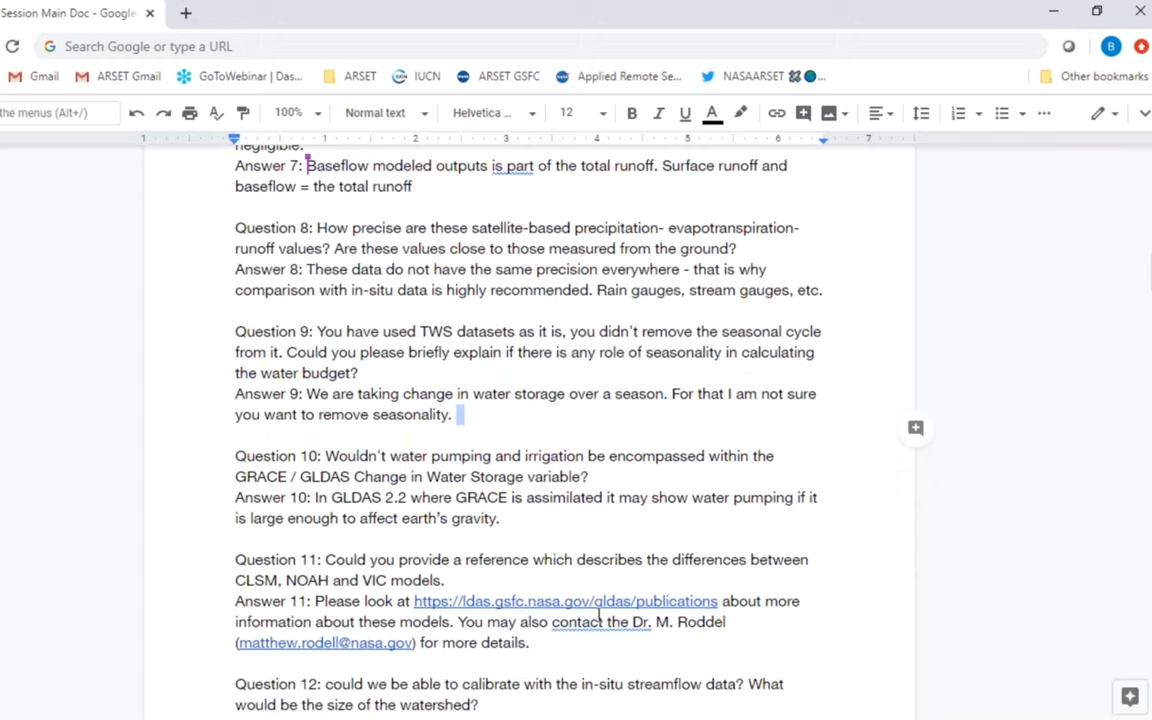 Session Main Doc - Google
Search Google or type a URL
B
Gmail
ARSET Gmail
GoToWebinar | Das...
ARSET
IUCN
ARSET GSFC
Applied Remote Se...
NASAARSET
Other bookmarks
the menus (Alt+/)
100%
Normal text
Helvetica ...
12
B I U A
1 1 2 3 4 5 6 7
negligible.
Answer 7: Baseflow modeled outputs is part of the total runoff. Surface runoff and
baseflow = the total runoff
Question 8: How precise are these satellite-based precipitation- evapotranspiration-
runoff values? Are these values close to those measured from the ground?
Answer 8: These data do not have the same precision everywhere - that is why
comparison with in-situ data is highly recommended. Rain gauges, stream gauges, etc.
Question 9: You have used TWS datasets as it is, you didn't remove the seasonal cycle
from it. Could you please briefly explain if there is any role of seasonality in calculating
the water budget?
Answer 9: We are taking change in water storage over a season. For that I am not sure
you want to remove seasonality.
Question 10: Wouldn't water pumping and irrigation be encompassed within the
GRACE / GLDAS Change in Water Storage variable?
Answer 10: In GLDAS 2.2 where GRACE is assimilated it may show water pumping if it
is large enough to affect earth's gravity.
Question 11: Could you provide a reference which describes the differences between
CLSM, NOAH and VIC models.
Answer 11: Please look at https://ldas.gsfc.nasa.gov/gldas/publications about more
information about these models. You may also contact the Dr. M. Roddel
(matthew.rodell@nasa.gov) for more details.
Question 12: could we be able to calibrate with the in-situ streamflow data? What
would be the size of the watershed?